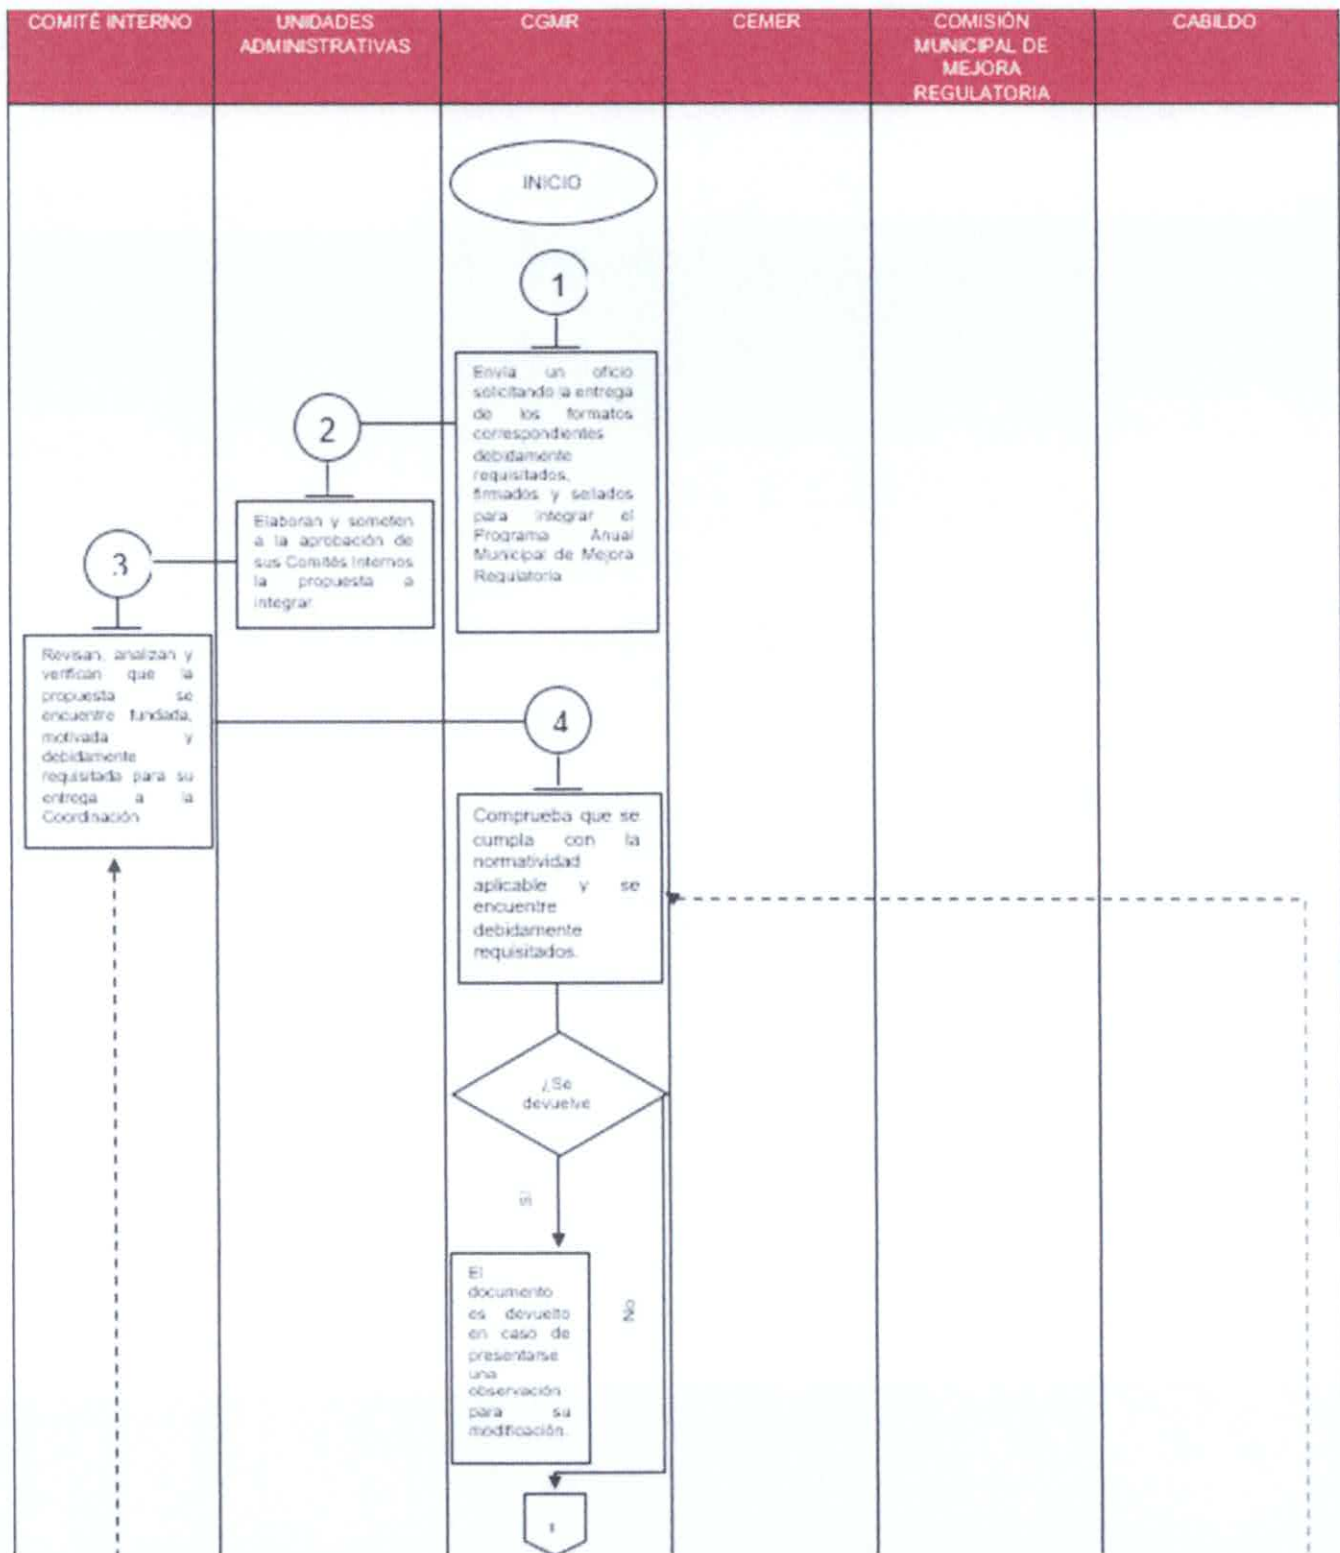 COMITÉ INTERNO
UNIDADES
ADMINISTRATIVAS
CGMIR
CEMER
COMISIÓN
MUNICIPAL DE
MEJORA
REGULATORIA
CABILDO
INICIO
1
Envía un oficio
solicitando la entrega
de los formatos
correspondientes
debidamente
requisitados,
firmados y sellados
para integrar el
Programa Anual
Municipal de Mejora
Regulatoria
2
Elaboran y someten
a la aprobación de
sus Comités Internos
la propuesta a
integrar.
3
Revisan, analizan y
verifican que la
propuesta se
encuentre fundada,
motivada y
debidamente
requisitada para su
entrega a la
Coordinación
4
Comprueba que se
cumpla con la
normatividad
aplicable y se
encuentre
debidamente
requisitados.
¿Se
devuelve
Sí
No
El
documento
es devuelto
en caso de
presentarse
una
observación
para su
modificación.
1